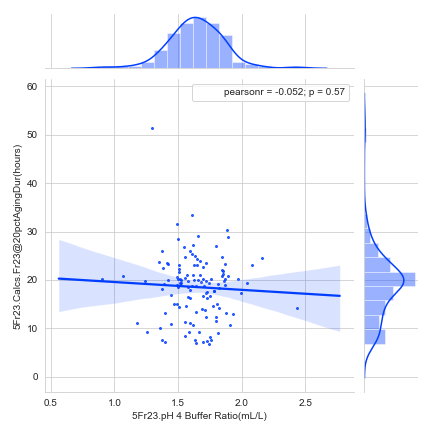 pearsonr = -0.052; p = 0.57
60
50
40
30
20
10
0
5Fr23.Calcs.Fr23@20pctAgingDur(hours)
0.5 1.0 1.5 2.0 2.5
5Fr23.pH 4 Buffer Ratio(mL/L)